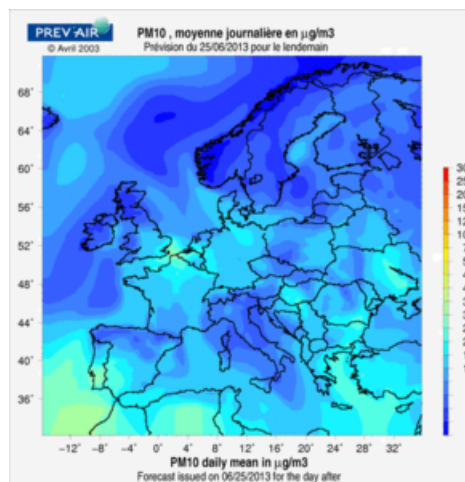 PREV'AIR
© Avril 2003
PM10 , moyenne journalière en µg/m3
Prévision du 25/06/2013 pour le lendemain
68°
64°
60°
56°
52°
48°
44°
40°
36°
−12° −8° −4° 0° 4° 8° 12° 16° 20° 24° 28° 32°
PM10 daily mean in µg/m3
Forecast issued on 06/25/2013 for the day after